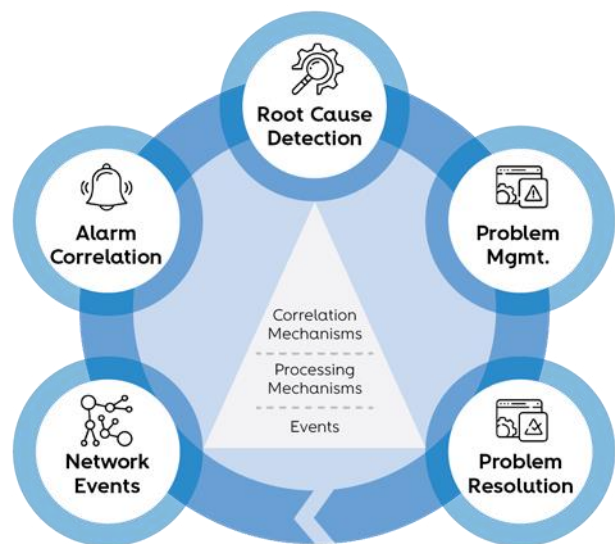 Root Cause
Detection
Alarm
Correlation
Problem
Mgmt.
Correlation
Mechanisms
Processing
Mechanisms
Events
Network
Events
Problem
Resolution